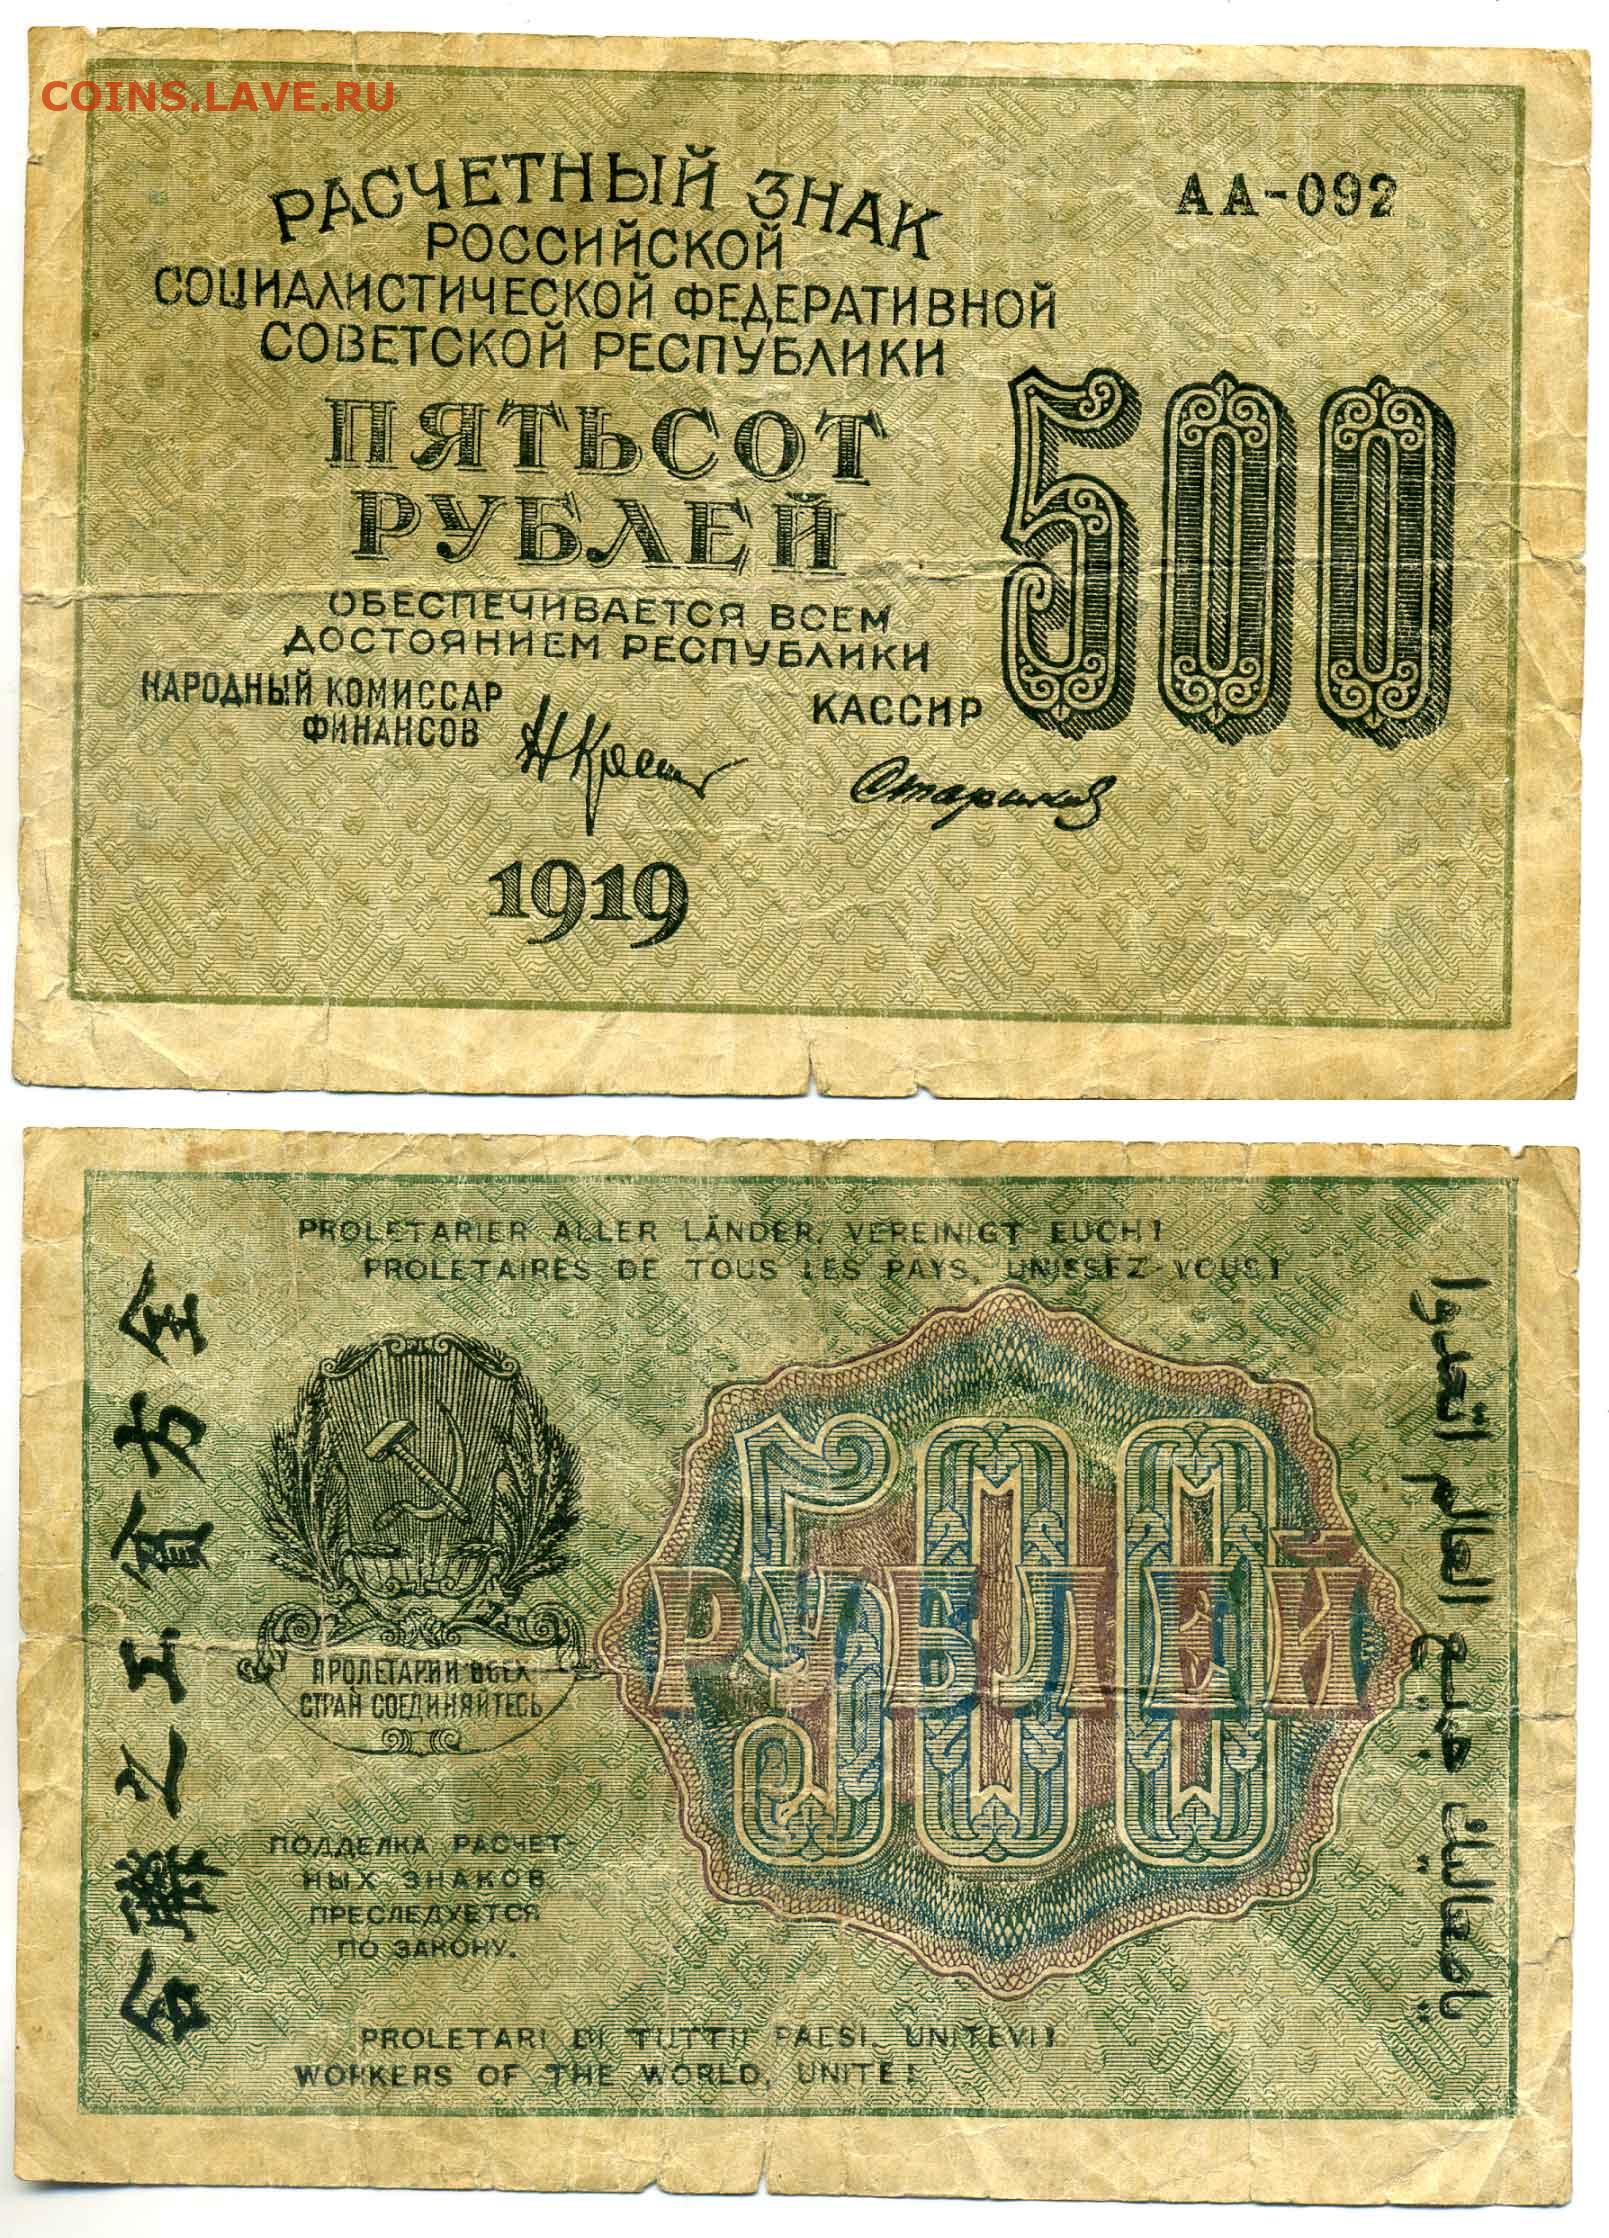 COINS.LAVE.RU
РАСЧЕТНЫЙ ЗНАК
АА-092
РОССИЙСКОЙ
СОЦИАЛИСТИЧЕСКОЙ ФЕДЕРАТИВНОЙ
СОВЕТСКОЙ РЕСПУБЛИКИ
ПЯТЬСОТ
РУБЛЕЙ
500
ОБЕСПЕЧИВАЕТСЯ ВСЕМ
ДОСТОЯНИЕМ РЕСПУБЛИКИ
НАРОДНЫЙ КОМИССАР
ФИНАНСОВ
КАССИР
Стариков
1919
PROLETARIER ALLER LÄNDER, VEREINIGT EUCH!
PROLETAIRES DE TOUS LES PAYS, UNISSEZ-VOUS!
500
РУБЛЕЙ
ПРОЛЕТАРИИ ВСЕХ
СТРАН СОЕДИНЯЙТЕСЬ
ПОДДЕЛКА РАСЧЕТ-
НЫХ ЗНАКОВ
ПРЕСЛЕДУЕТСЯ
ПО ЗАКОНУ.
PROLETARI DI TUTTII PAESI, UNITEVI!
WORKERS OF THE WORLD, UNITE!